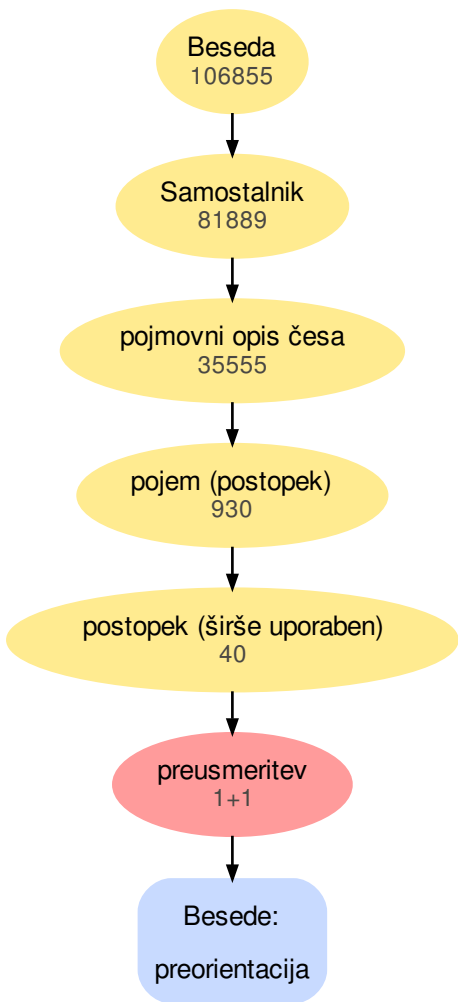 Beseda
106855
Samostalnik
81889
pojmovni opis česa
35555
pojem (postopek)
930
postopek (širše uporaben)
40
preusmeritev
1+1
Besede:
preorientacija